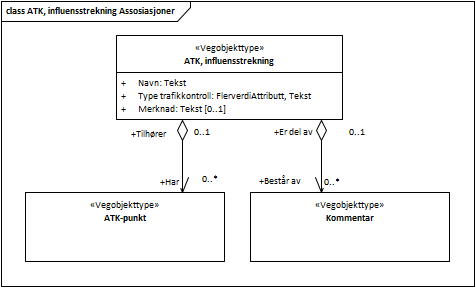 class ATK, influensstrekning Assosiasjoner
«Vegobjekttype»
ATK, influensstrekning
+ Navn: Tekst
+ Type trafikkontroll: FlerverdiAttributt, Tekst
+ Merknad: Tekst [0..1]
+Tilhører 0..1 +Er del av 0..1
+Har 0..* +Består av 0..*
«Vegobjekttype» «Vegobjekttype»
ATK-punkt Kommentar